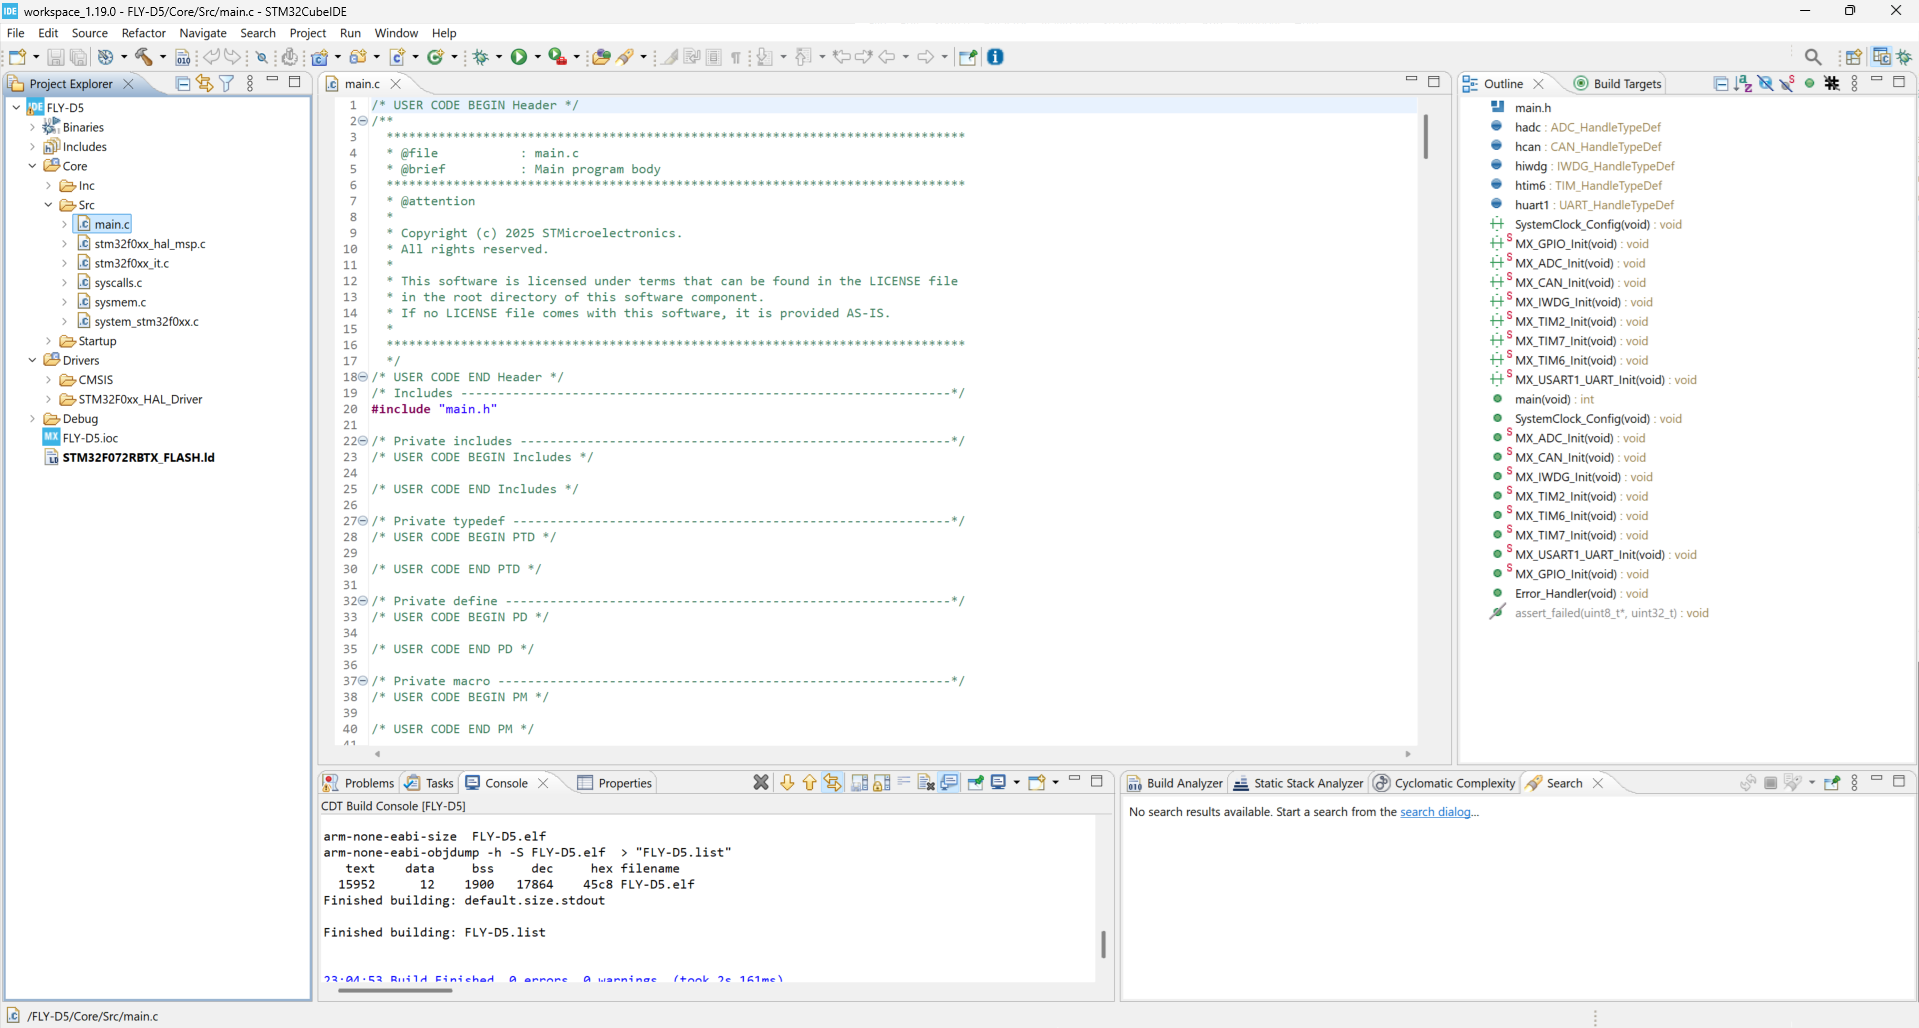 workspace_1.19.0 - FLY-D5/Core/Src/main.c - STM32CubeIDE
File Edit Source Refactor Navigate Search Project Run Window Help
Project Explorer
FLY-D5
Binaries
Includes
Core
Inc
Src
main.c
stm32f0xx_hal_msp.c
stm32f0xx_it.c
syscalls.c
sysmem.c
system_stm32f0xx.c
Startup
Drivers
CMSIS
STM32F0xx_HAL_Driver
Debug
FLY-D5.ioc
STM32F072RBTX_FLASH.ld
main.c
1 /* USER CODE BEGIN Header */
2 /**
3 ******************************************************************************
4 * @file : main.c
5 * @brief : Main program body
6 ******************************************************************************
7 * @attention
8 *
9 * Copyright (c) 2025 STMicroelectronics.
10 * All rights reserved.
11 *
12 * This software is licensed under terms that can be found in the LICENSE file
13 * in the root directory of this software component.
14 * If no LICENSE file comes with this software, it is provided AS-IS.
15 *
16 ******************************************************************************
17 */
18 /* USER CODE END Header */
19 /* Includes ------------------------------------------------------------------*/
20 #include "main.h"
21
22 /* Private includes ----------------------------------------------------------*/
23 /* USER CODE BEGIN Includes */
24
25 /* USER CODE END Includes */
26
27 /* Private typedef -----------------------------------------------------------*/
28 /* USER CODE BEGIN PTD */
29
30 /* USER CODE END PTD */
31
32 /* Private define ------------------------------------------------------------*/
33 /* USER CODE BEGIN PD */
34
35 /* USER CODE END PD */
36
37 /* Private macro -------------------------------------------------------------*/
38 /* USER CODE BEGIN PM */
39
40 /* USER CODE END PM */
41
Outline Build Targets
main.h
hadc : ADC_HandleTypeDef
hcan : CAN_HandleTypeDef
hiwdg : IWDG_HandleTypeDef
htim6 : TIM_HandleTypeDef
huart1 : UART_HandleTypeDef
SystemClock_Config(void) : void
MX_GPIO_Init(void) : void
MX_ADC_Init(void) : void
MX_CAN_Init(void) : void
MX_IWDG_Init(void) : void
MX_TIM2_Init(void) : void
MX_TIM7_Init(void) : void
MX_TIM6_Init(void) : void
MX_USART1_UART_Init(void) : void
main(void) : int
SystemClock_Config(void) : void
MX_ADC_Init(void) : void
MX_CAN_Init(void) : void
MX_IWDG_Init(void) : void
MX_TIM2_Init(void) : void
MX_TIM6_Init(void) : void
MX_TIM7_Init(void) : void
MX_USART1_UART_Init(void) : void
MX_GPIO_Init(void) : void
Error_Handler(void) : void
assert_failed(uint8_t*, uint32_t) : void
Problems Tasks Console Properties
CDT Build Console [FLY-D5]
arm-none-eabi-size FLY-D5.elf
arm-none-eabi-objdump -h -S FLY-D5.elf > "FLY-D5.list"
text data bss dec hex filename
15952 12 1900 17864 45c8 FLY-D5.elf
Finished building: default.size.stdout
Finished building: FLY-D5.list
23:04:53 Build Finished. 0 errors, 0 warnings. (took 2s.161ms)
Build Analyzer Static Stack Analyzer Cyclomatic Complexity Search
No search results available. Start a search from the search dialog...
/FLY-D5/Core/Src/main.c